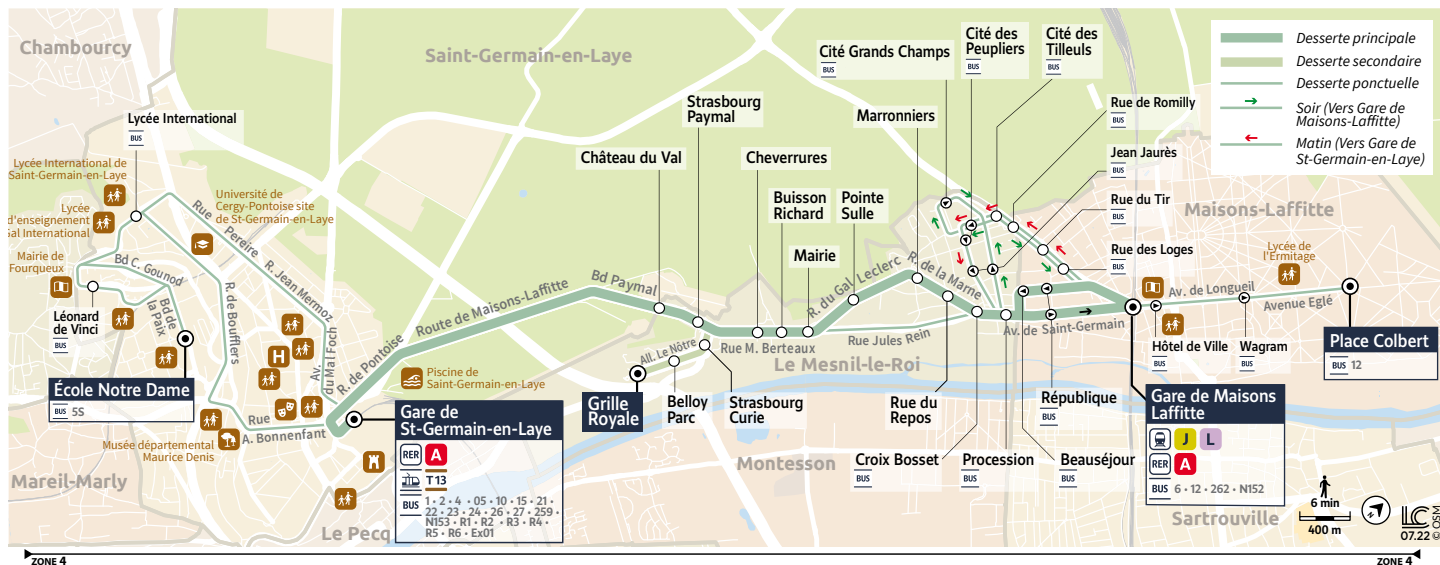 Chambourcy
Saint-Germain-en-Laye
Lycée International
BUS
Lycée International de
Saint-Germain-en-Laye
Lycée
d'enseignement
Gal International
Mairie de
Fourqueux
Université de
Cergy-Pontoise site
de St-Germain-en-Laye
Rue Pereire
R. Jean Mermoz
Bd C. Gounod
Bd de
la Paix
R. de Boufflers
Av.
du Mal Foch
Léonard
de Vinci
BUS
École Notre Dame
BUS 5S
H
Rue
A. Bonnenfant
Musée départemental
Maurice Denis
Mareil-Marly
Le Pecq
R. de Pontoise
Route de Maisons-Laffitte
Bd Paymal
Piscine de
Saint-Germain-en-Laye
Gare de
St-Germain-en-Laye
RER A
T13
BUS
1 • 2 • 4 • 05 • 10 • 15 • 21 •
22 • 23 • 24 • 26 • 27 • 259 •
N153 • R1 • R2 • R3 • R4 •
R5 • R6 • Ex01
Château du Val
Strasbourg
Paymal
Cheverrures
Buisson
Richard
Mairie
Pointe
Sulle
Marronniers
All. Le Nôtre
Grille
Royale
Belloy
Parc
Strasbourg
Curie
Rue M. Berteaux
R. du Gal Leclerc
R. de la Marne
Rue Jules Rein
Le Mesnil-le-Roi
Montesson
Rue du
Repos
Croix Bosset
BUS
Procession
BUS
Beauséjour
BUS
République
BUS
Av. de Saint-Germain
Cité Grands Champs
BUS
Cité des
Peupliers
BUS
Cité des
Tilleuls
BUS
Rue de Romilly
BUS
Jean Jaurès
BUS
Rue du Tir
BUS
Rue des Loges
BUS
Maisons-Laffitte
Lycée de
l'Ermitage
Av. de Longueil
Avenue Eglé
Hôtel de Ville
BUS
Wagram
BUS
Place Colbert
BUS 12
Gare de Maisons
Laffitte
J L
RER A
BUS 6 • 12 • 262 • N152
Sartrouville
Desserte principale
Desserte secondaire
Desserte ponctuelle
Soir (Vers Gare de
Maisons-Laffitte)
Matin (Vers Gare de
St-Germain-en-Laye)
6 min
400 m
LC
07.22 © OSM
ZONE 4
ZONE 4